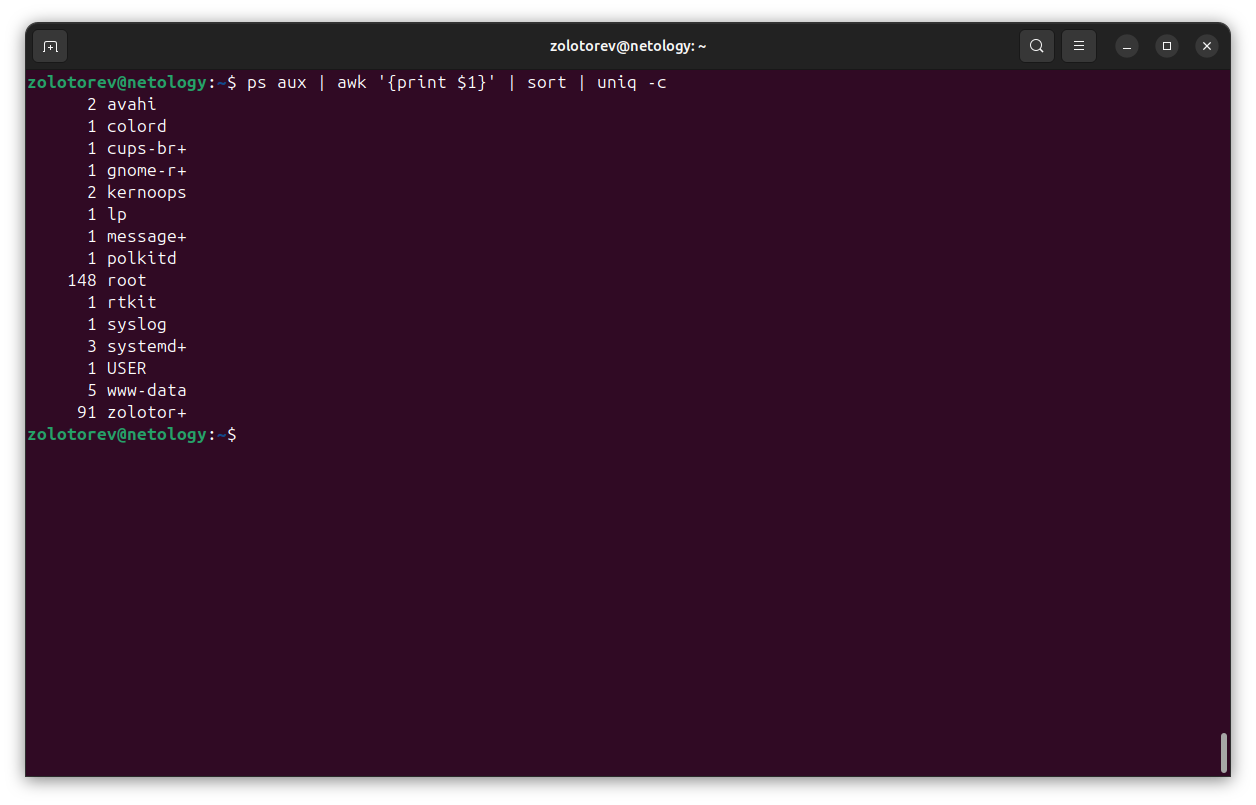 zolotorev@netology: ~
zolotorev@netology:~$ ps aux | awk '{print $1}' | sort | uniq -c
      2 avahi
      1 colord
      1 cups-br+
      1 gnome-r+
      2 kernoops
      1 lp
      1 message+
      1 polkitd
    148 root
      1 rtkit
      1 syslog
      3 systemd+
      1 USER
      5 www-data
     91 zolotor+
zolotorev@netology:~$